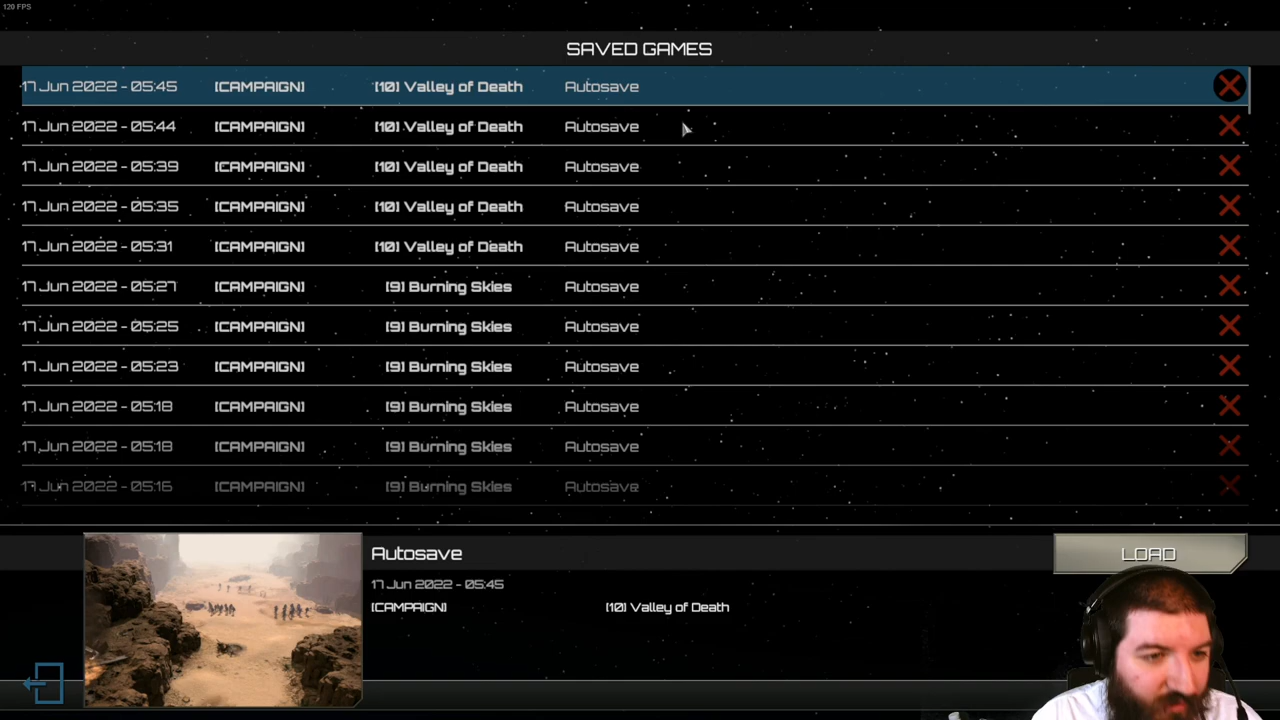 120 FPS
SAVED GAMES
17 Jun 2022 - 05:45 [CAMPAIGN] [10] Valley of Death Autosave
17 Jun 2022 - 05:44 [CAMPAIGN] [10] Valley of Death Autosave
17 Jun 2022 - 05:39 [CAMPAIGN] [10] Valley of Death Autosave
17 Jun 2022 - 05:35 [CAMPAIGN] [10] Valley of Death Autosave
17 Jun 2022 - 05:31 [CAMPAIGN] [10] Valley of Death Autosave
17 Jun 2022 - 05:27 [CAMPAIGN] [9] Burning Skies Autosave
17 Jun 2022 - 05:25 [CAMPAIGN] [9] Burning Skies Autosave
17 Jun 2022 - 05:23 [CAMPAIGN] [9] Burning Skies Autosave
17 Jun 2022 - 05:18 [CAMPAIGN] [9] Burning Skies Autosave
17 Jun 2022 - 05:18 [CAMPAIGN] [9] Burning Skies Autosave
17 Jun 2022 - 05:16 [CAMPAIGN] [9] Burning Skies Autosave
Autosave
LOAD
17 Jun 2022 - 05:45
[CAMPAIGN] [10] Valley of Death